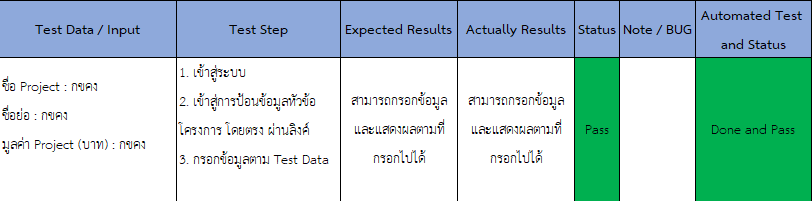 Test Data / Input
Test Step
Expected Results
Actually Results
Status
Note / BUG
Automated Test
and Status
ชื่อ Project : กขคง
ชื่อย่อ : กขคง
มูลค่า Project (บาท) : กขคง
1. เข้าสู่ระบบ
2. เข้าสู่การป้อนข้อมูลหัวข้อ
โครงการ โดยตรง ผ่านลิงค์
3. กรอกข้อมูลตาม Test Data
สามารถกรอกข้อมูล
และแสดงผลตามที่
กรอกไปได้
สามารถกรอกข้อมูล
และแสดงผลตามที่
กรอกไปได้
Pass
Done and Pass